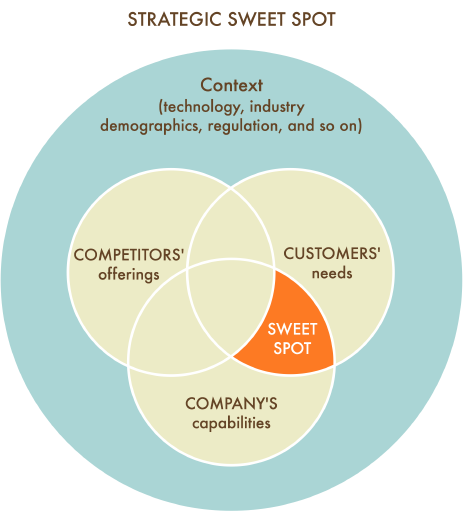 STRATEGIC SWEET SPOT
Context
(technology, industry
demographics, regulation, and so on)
COMPETITORS'
offerings
CUSTOMERS'
needs
SWEET
SPOT
COMPANY'S
capabilities